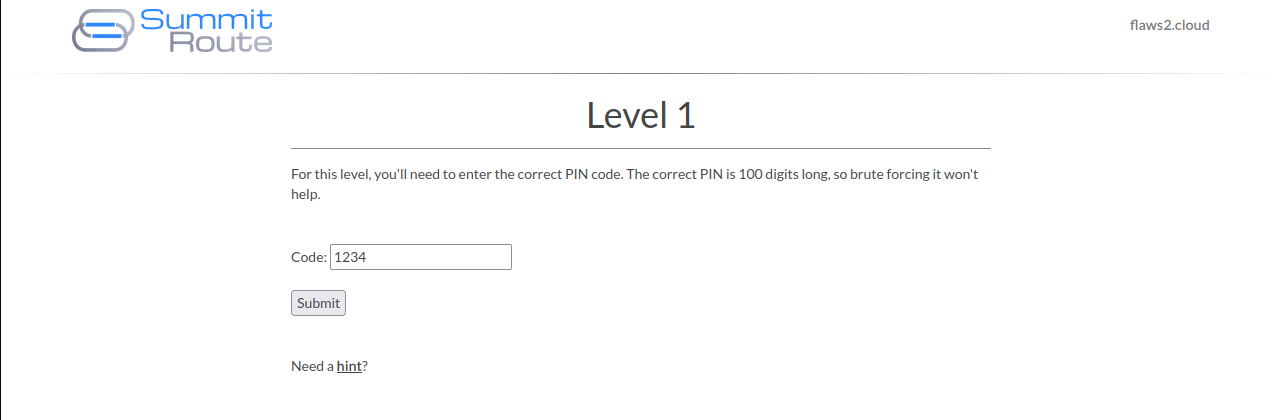 Summit
Route
flaws2.cloud
Level 1
For this level, you'll need to enter the correct PIN code. The correct PIN is 100 digits long, so brute forcing it won't
help.
Code: 1234
Submit
Need a hint?